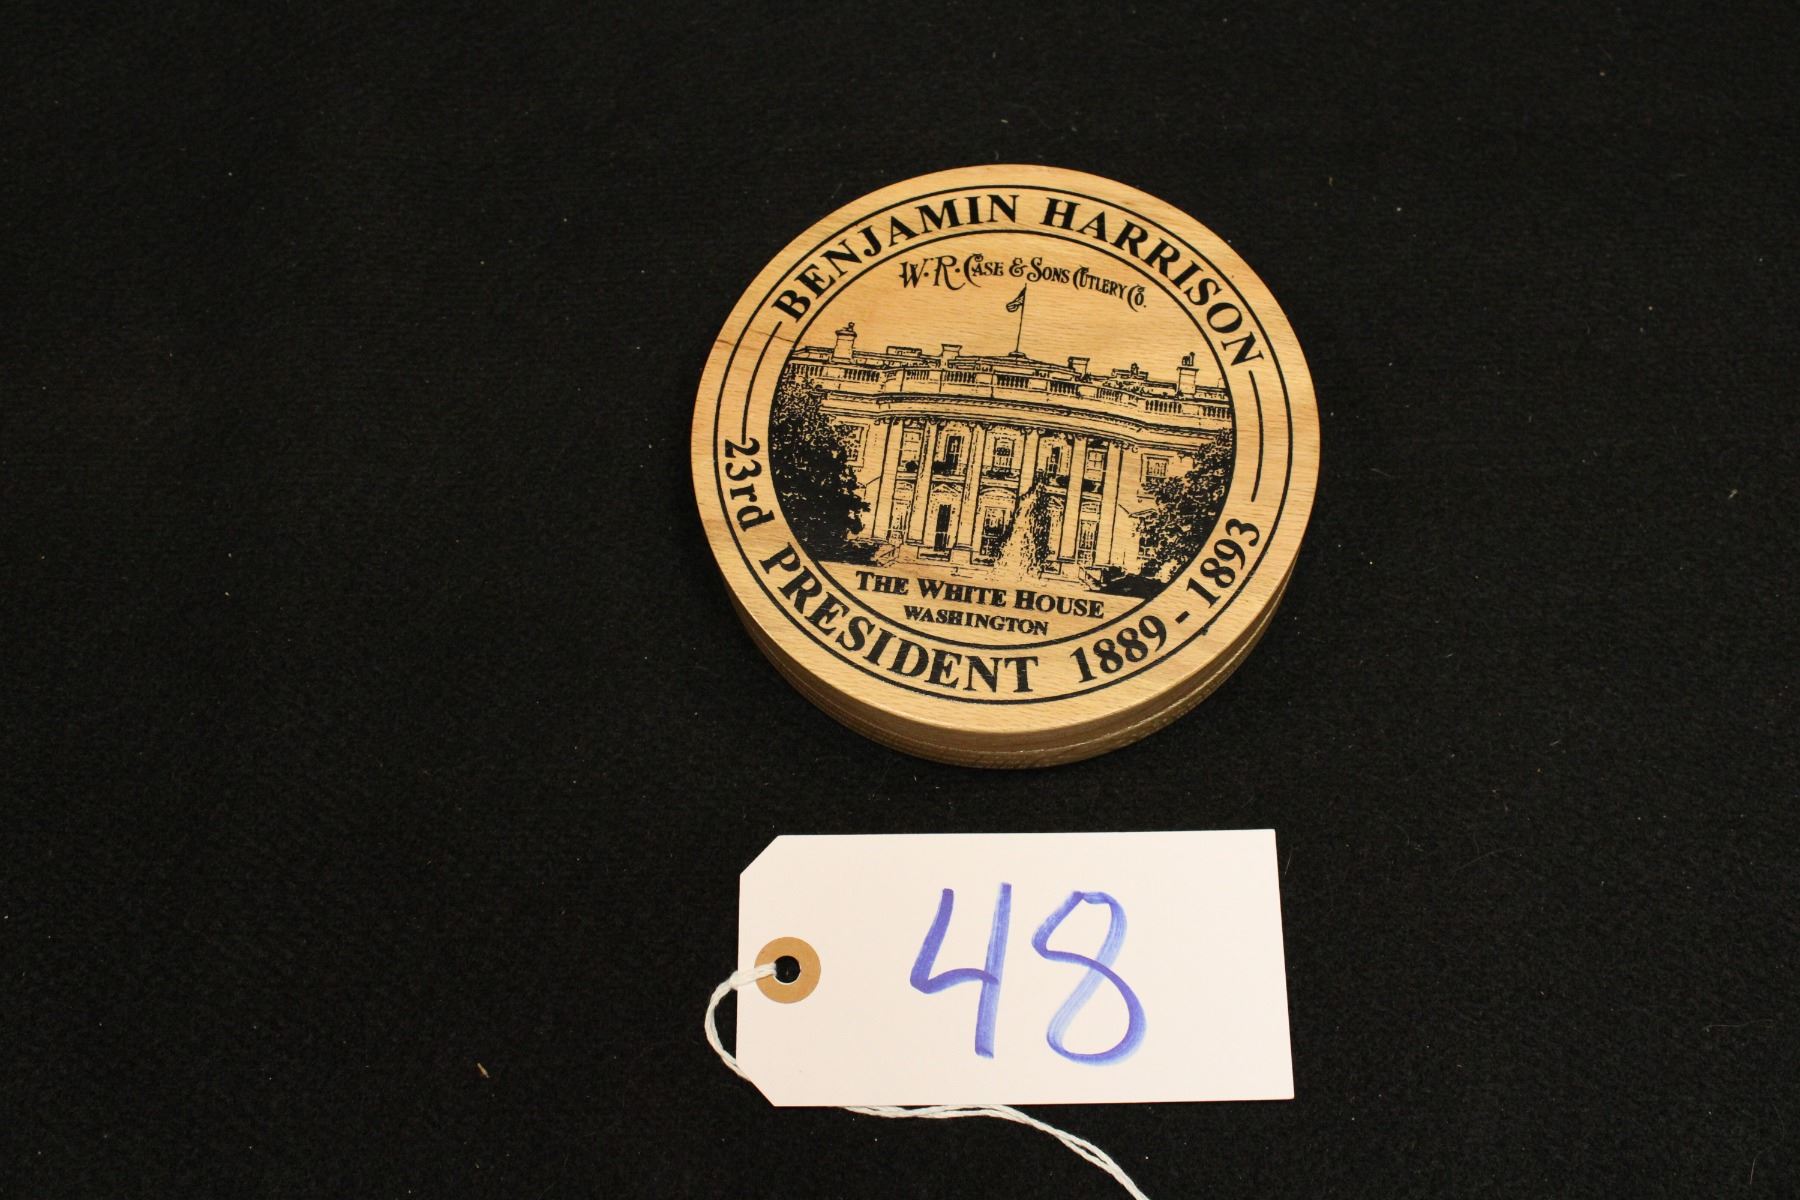 BENJAMIN HARRISON
W.R. CASE & SONS CUTLERY CO.
THE WHITE HOUSE
WASHINGTON
23rd PRESIDENT 1889 - 1893
48